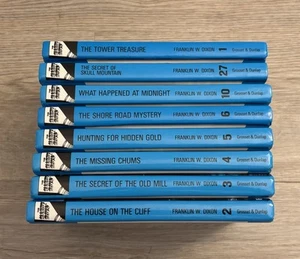 THE TOWER TREASURE FRANKLIN W. DIXON 1 Grosset & Dunlap
THE SECRET OF
SKULL MOUNTAIN FRANKLIN W. DIXON 27 Grosset & Dunlap
WHAT HAPPENED AT MIDNIGHT FRANKLIN W. DIXON 10 Grosset & Dunlap
THE SHORE ROAD MYSTERY FRANKLIN W. DIXON 6 Grosset & Dunlap
HUNTING FOR HIDDEN GOLD FRANKLIN W. DIXON 5 Grosset & Dunlap
THE MISSING CHUMS FRANKLIN W. DIXON 4 Grosset & Dunlap
THE SECRET OF THE OLD MILL FRANKLIN W. DIXON 3 Grosset & Dunlap
THE HOUSE ON THE CLIFF FRANKLIN W. DIXON 2 Grosset & Dunlap